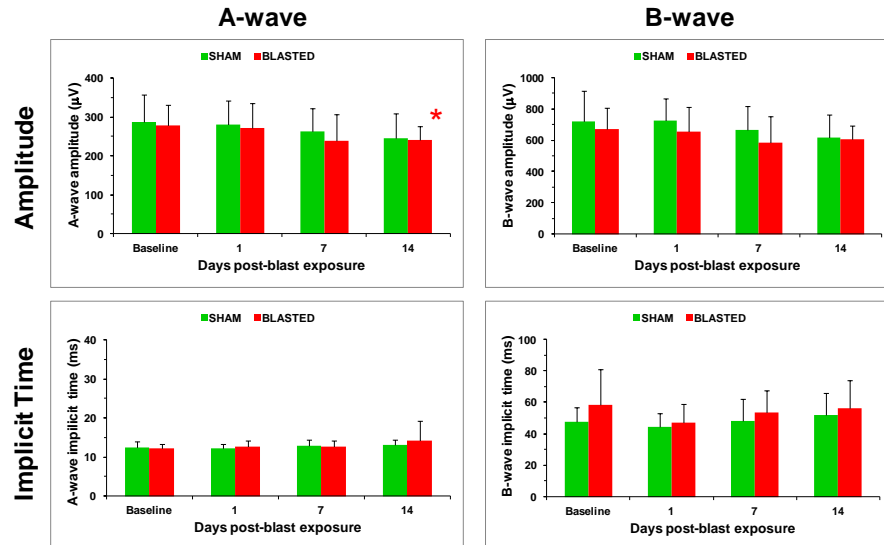 A-wave
B-wave
Amplitude
SHAM BLASTED
A-wave amplitude (μV)
400
300
200
100
0
*
Baseline 1 7 14
Days post-blast exposure
SHAM BLASTED
B-wave amplitude (μV)
1000
800
600
400
200
0
Baseline 1 7 14
Days post-blast exposure
Implicit Time
SHAM BLASTED
A-wave impilicit time (ms)
40
30
20
10
0
Baseline 1 7 14
Days post-blast exposure
SHAM BLASTED
B-wave implicit time (ms)
100
80
60
40
20
0
Baseline 1 7 14
Days post-blast exposure